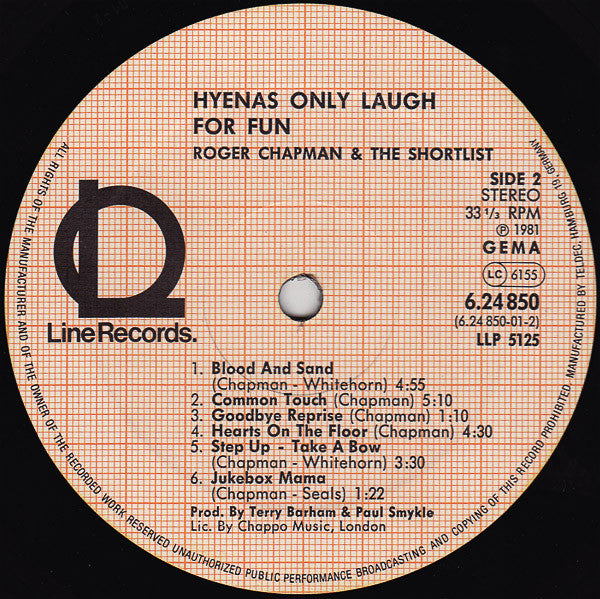 HYENAS ONLY LAUGH
FOR FUN
ROGER CHAPMAN & THE SHORTLIST
SIDE 2
STEREO
33 1/3 RPM
℗ 1981
GEMA
LC 6155
6.24 850
(6.24 850-01-2)
LLP 5125
LineRecords.
1. Blood And Sand
(Chapman - Whitehorn) 4:55
2. Common Touch (Chapman) 5:10
3. Goodbye Reprise (Chapman) 1:10
4. Hearts On The Floor (Chapman) 4:30
5. Step Up - Take A Bow
(Chapman - Whitehorn) 3:30
6. Jukebox Mama
(Chapman - Seals) 1:22
Prod. By Terry Barham & Paul Smykle
Lic. By Chappo Music, London
ALL RIGHTS OF THE MANUFACTURER AND OF THE OWNER OF THE RECORDED WORK RESERVED UNAUTHORIZED PUBLIC PERFORMANCE BROADCASTING AND COPYING OF THIS RECORD PROHIBITED. MANUFACTURED BY TELDEC, HAMBURG 19, GERMANY